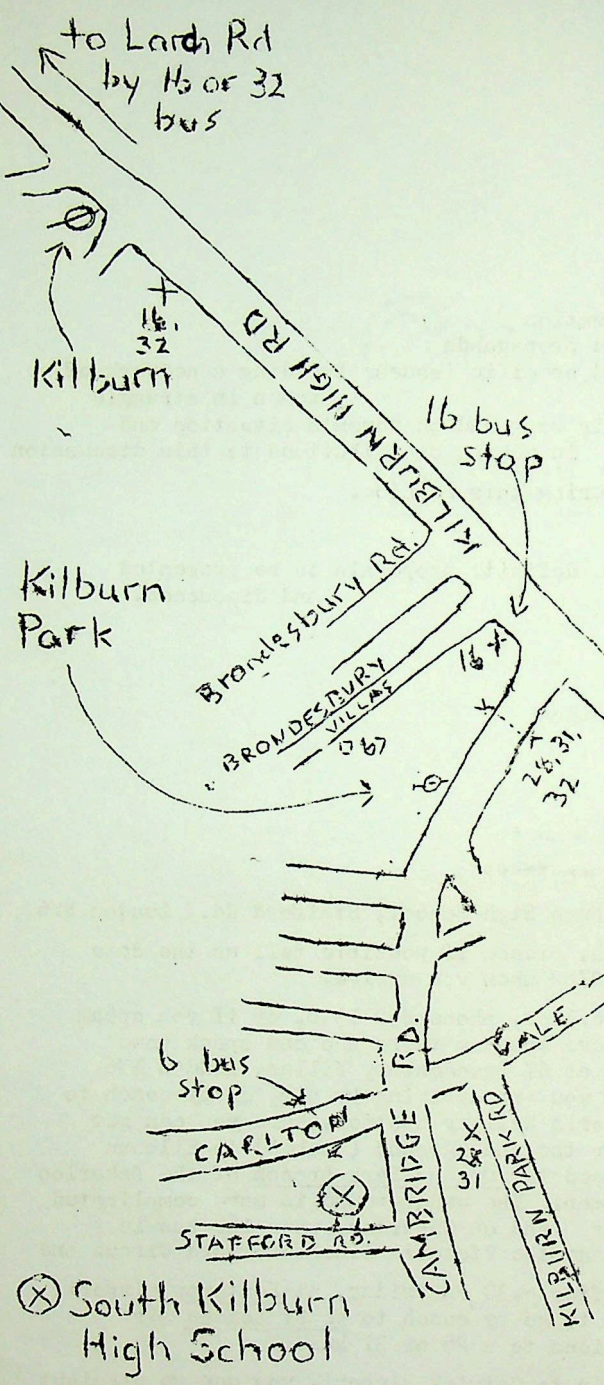 to Larch Rd
by 16 or 32
bus
16.
32
Kilburn
KILBURN HIGH RD
16 bus
stop
KILBURN
Kilburn
Park
Brondesbury Rd.
BRONDESBURY
VILLAS
16
28, 31,
32
RD.
6 bus
stop
CARLTON
CAMBRIDGE
28
31
KILBURN PARK RD
STAFFORD RD.
South Kilburn
High School